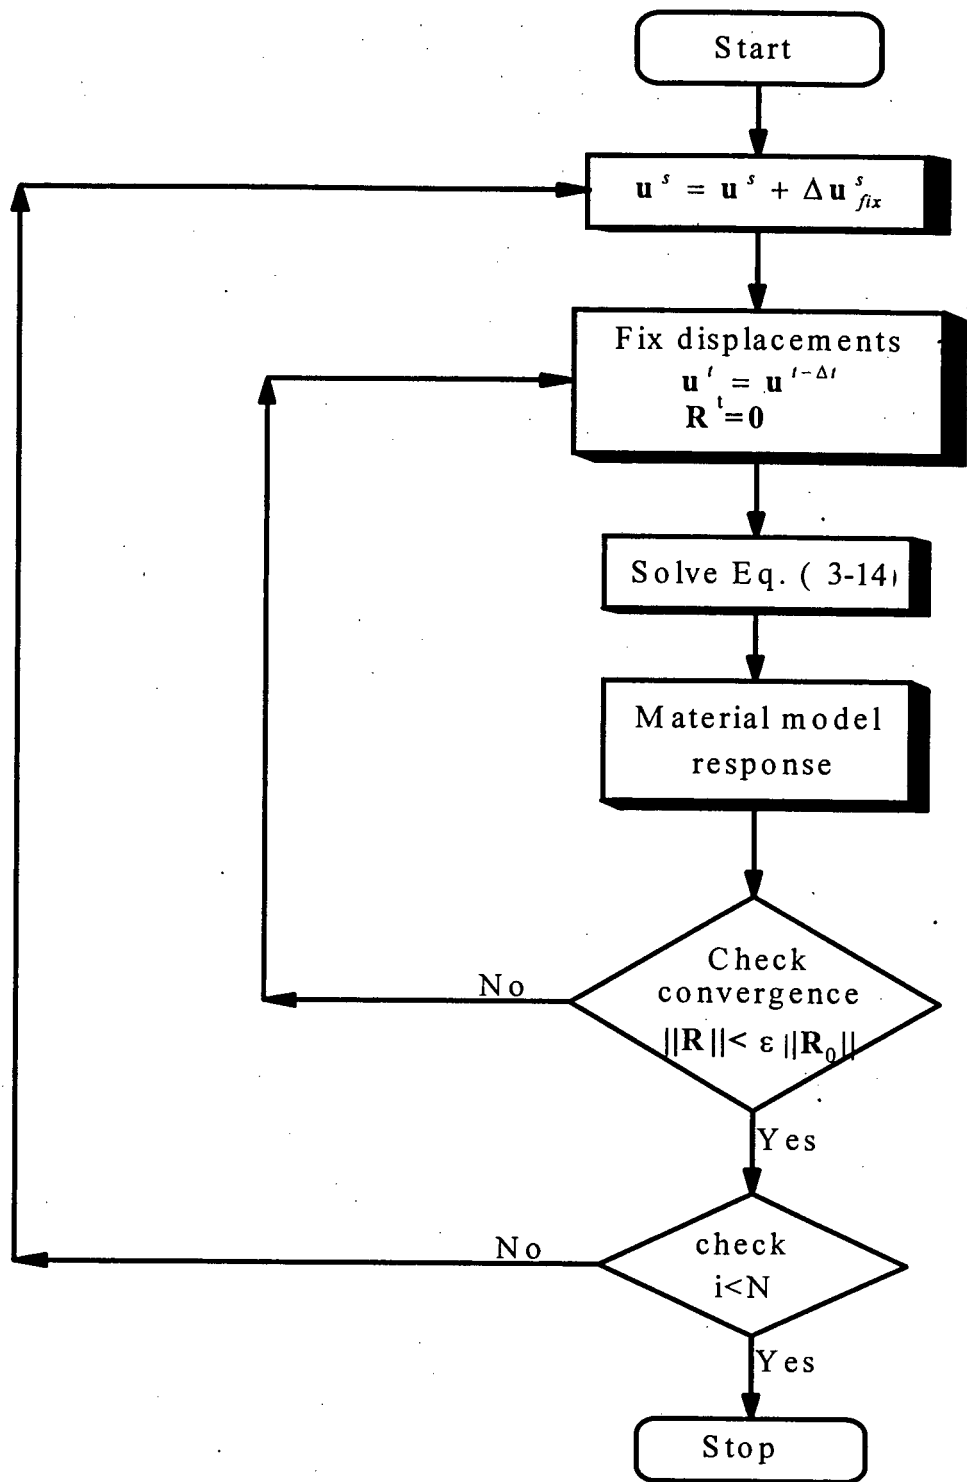 Start
u^s = u^s + Δu^s_fix
Fix displacements
u^t = u^{t-Δt}
R^t=0
Solve Eq. ( 3-14)
Material model
response
Check
convergence
||R||< ε ||R_0||
No
Yes
check
i<N
No
Yes
Stop